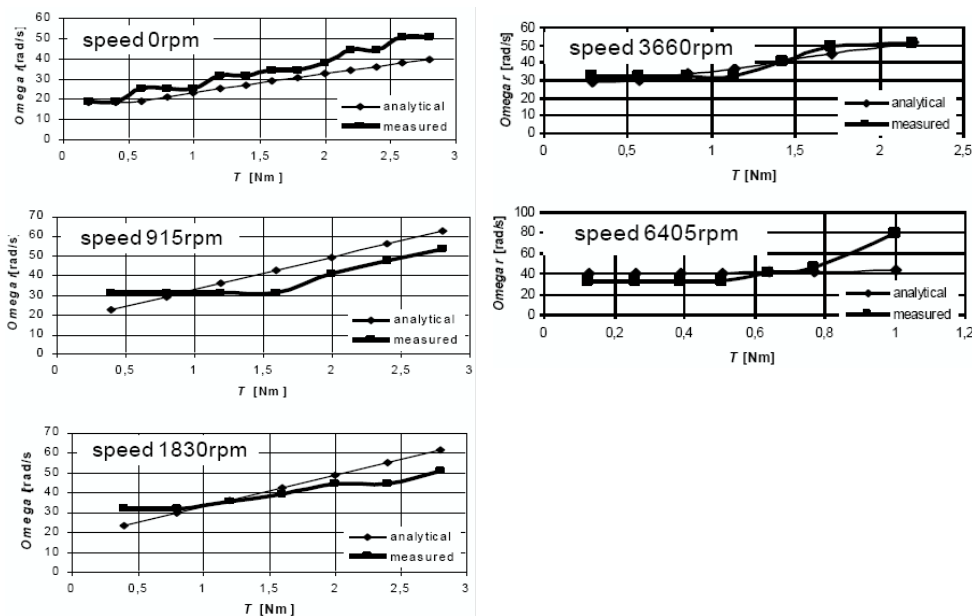 speed 0rpm
Omega r[rad/s]
60
50
40
30
20
10
0
0 0,5 1 1,5 2 2,5 3
T [Nm]
analytical
measured
speed 915rpm
Omega r[rad/s]
70
60
50
40
30
20
10
0
0 0,5 1 1,5 2 2,5 3
T [Nm]
analytical
measured
speed 1830rpm
Omega [rad/s
70
60
50
40
30
20
10
0
0 0,5 1 1,5 2 2,5 3
T [Nm]
analytical
measured
speed 3660rpm
Omega r [rad/s]
60
50
40
30
20
10
0
0 0,5 1 1,5 2 2,5
T [Nm]
analytical
measured
speed 6405rpm
Omega r [rad/s]
100
80
60
40
20
0
0 0,2 0,4 0,6 0,8 1 1,2
T [Nm]
analytical
measured